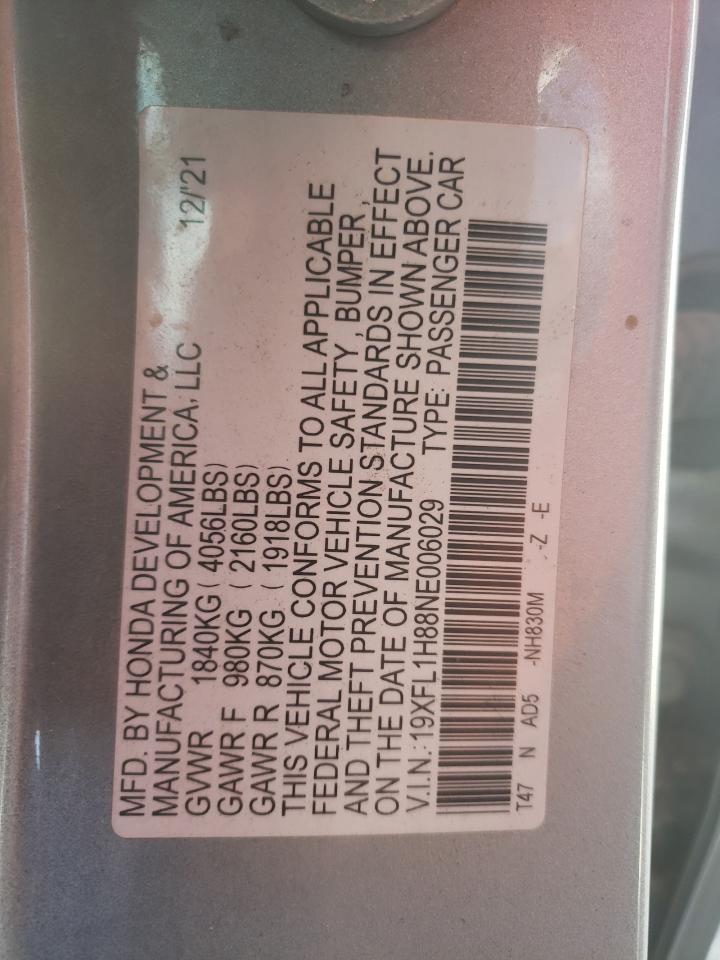 MFD. BY HONDA DEVELOPMENT &
MANUFACTURING OF AMERICA, LLC 12/'21
GVWR 1840KG ( 4056LBS)
GAWR F 980KG ( 2160LBS)
GAWR R 870KG ( 1918LBS)
THIS VEHICLE CONFORMS TO ALL APPLICABLE
FEDERAL MOTOR VEHICLE SAFETY , BUMPER ,
AND THEFT PREVENTION STANDARDS IN EFFECT
ON THE DATE OF MANUFACTURE SHOWN ABOVE.
V.I.N.: 19XFL1H88NE006029 TYPE: PASSENGER CAR
T47 N AD5 -NH830M -Z -E